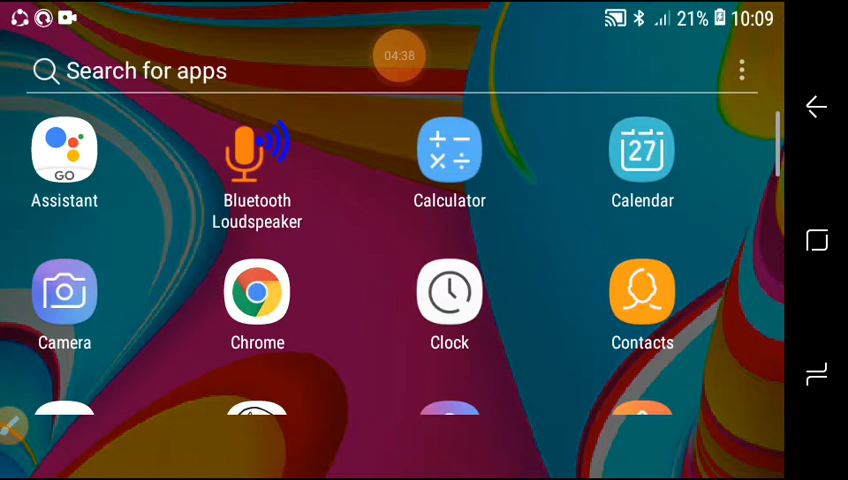 21% 10:09
04:38
Search for apps
GO
27
Assistant
Bluetooth
Loudspeaker
Calculator
Calendar
Camera
Chrome
Clock
Contacts